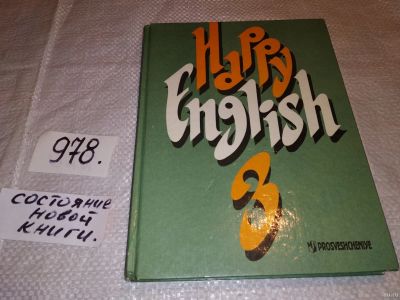 Happy
English
3
PROSVESHCHENIYE
978.
состояние
новой
книги.